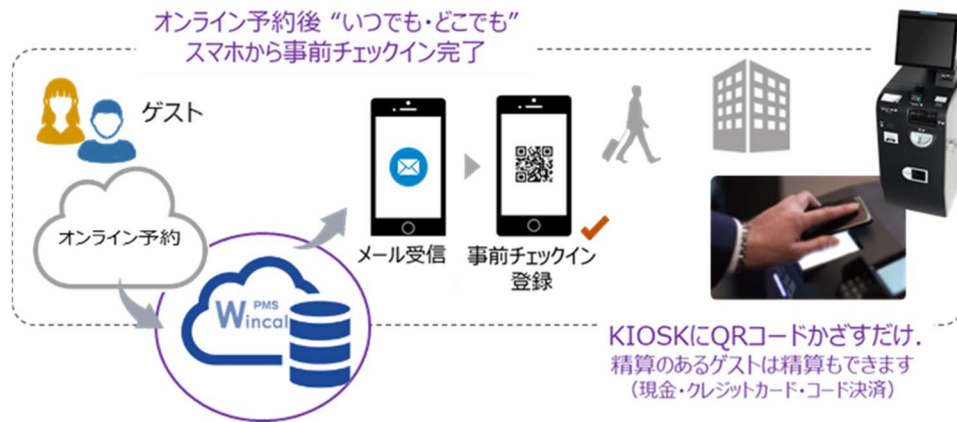 オンライン予約後 “いつでも・どこでも”
スマホから事前チェックイン完了
ゲスト
オンライン予約
PMS
Wincal
メール受信
事前チェックイン
登録
KIOSKにQRコードかざすだけ.
精算のあるゲストは精算もできます
（現金・クレジットカード・コード決済）